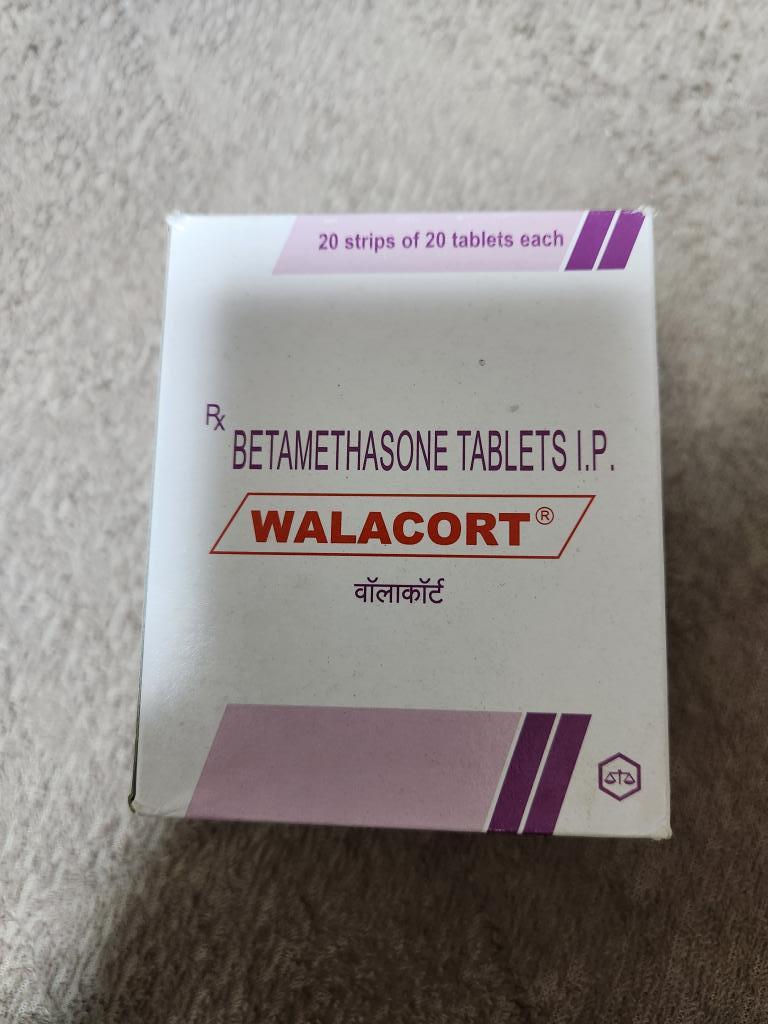 20 strips of 20 tablets each
Rx
BETAMETHASONE TABLETS I.P.
WALACORT®
वॉलाकॉर्ट